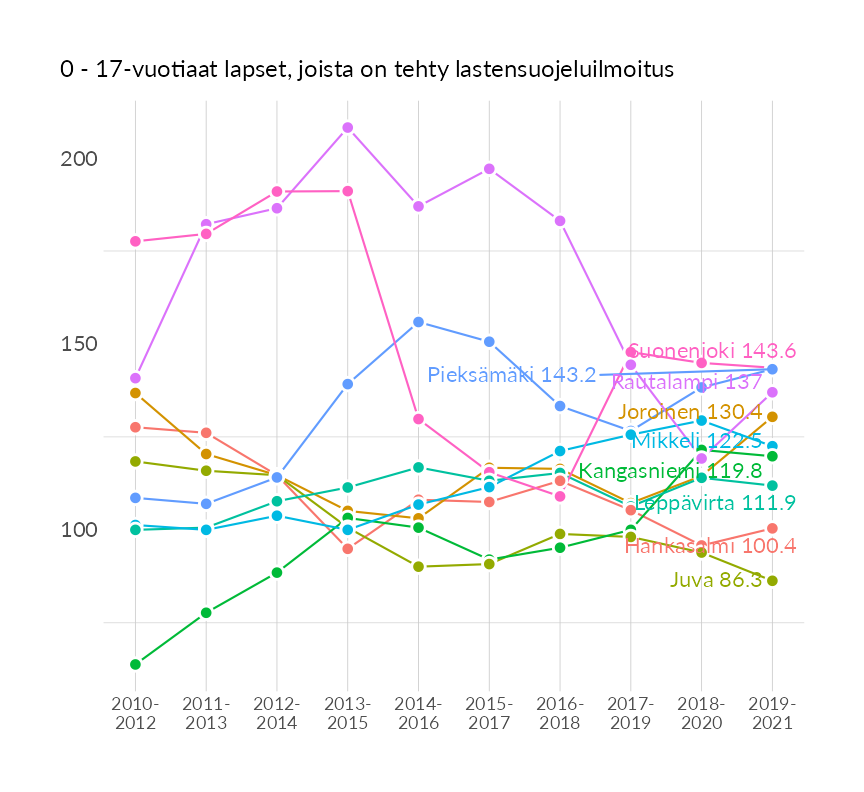 0 - 17-vuotiaat lapset, joista on tehty lastensuojeluilmoitus
200
150
100
Suonenjoki 143.6
Pieksämäki 143.2
Rautalampi 137
Joroinen 130.4
Mikkeli 122.5
Kangasniemi 119.8
Leppävirta 111.9
Hankasalmi 100.4
Juva 86.3
2010-
2012
2011-
2013
2012-
2014
2013-
2015
2014-
2016
2015-
2017
2016-
2018
2017-
2019
2018-
2020
2019-
2021